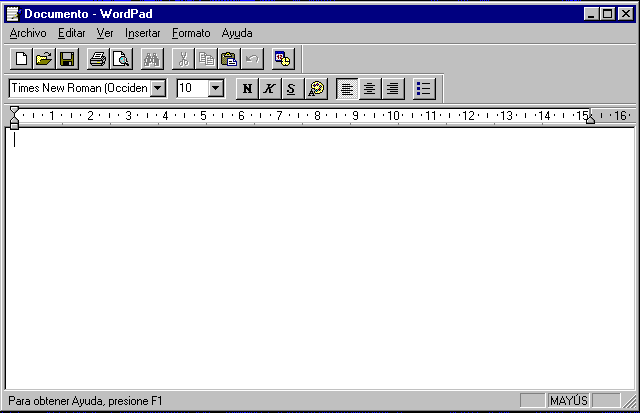 Documento - WordPad
Archivo Editar Ver Insertar Formato Ayuda
Times New Roman (Occiden 10 N K S
1 2 3 4 5 6 7 8 9 10 11 12 13 14 15 16
Para obtener Ayuda, presione F1 MAYÚS